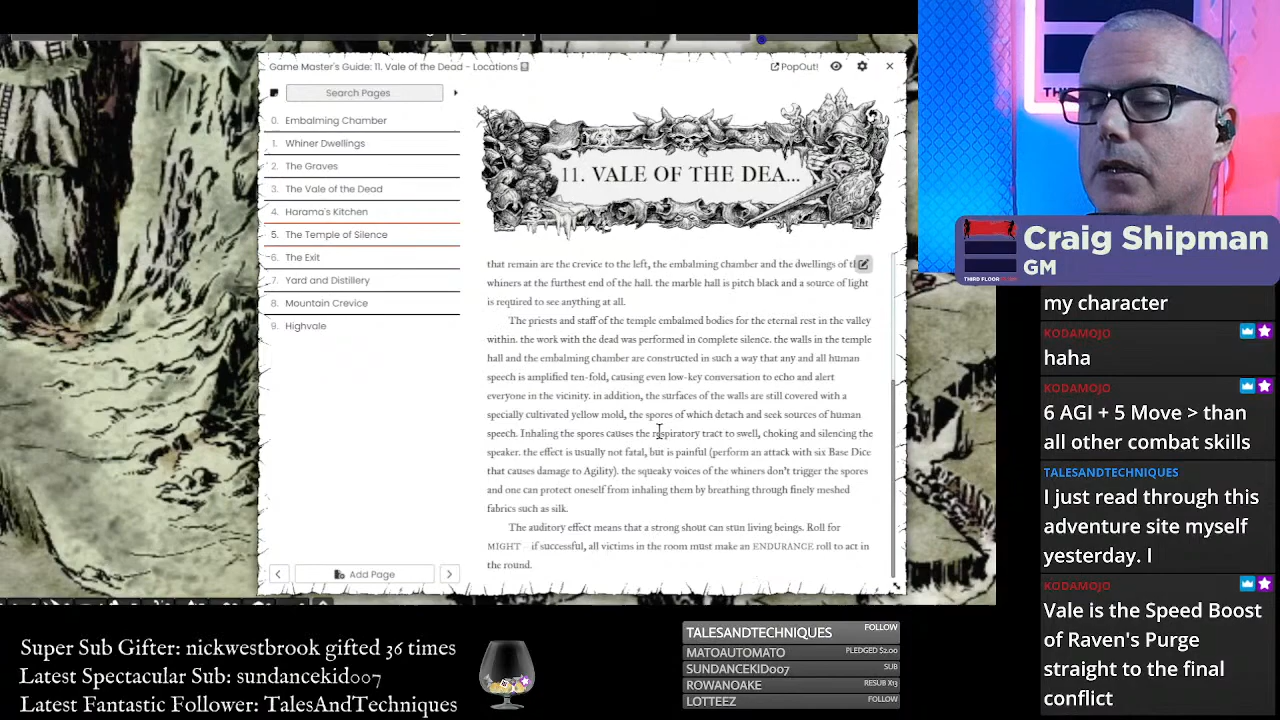 Game Master's Guide: 11. Vale of the Dead - Locations
PopOut!
Search Pages
0. Embalming Chamber
1. Whiner Dwellings
2. The Graves
3. The Vale of the Dead
4. Harama's Kitchen
5. The Temple of Silence
6. The Exit
7. Yard and Distillery
8. Mountain Crevice
9. Highvale
Add Page
11. VALE OF THE DEA...
that remain are the crevice to the left, the embalming chamber and the dwellings of
whiners at the furthest end of the hall. the marble hall is pitch black and a source of light
is required to see anything at all.
The priests and staff of the temple embalmed bodies for the eternal rest in the valley
within. the work with the dead was performed in complete silence. the walls in the temple
hall and the embalming chamber are constructed in such a way that any and all human
speech is amplified ten-fold, causing even low-key conversation to echo and alert
everyone in the vicinity. in addition, the surfaces of the walls are still covered with a
specially cultivated yellow mold, the spores of which detach and seek sources of human
speech. Inhaling the spores causes the respiratory tract to swell, choking and silencing the
speaker. the effect is usually not fatal, but is painful (perform an attack with six Base Dice
that causes damage to Agility). the squeaky voices of the whiners don't trigger the spores
and one can protect oneself from inhaling them by breathing through finely meshed
fabrics such as silk.
The auditory effect means that a strong shout can stun living beings. Roll for
MIGHT – if successful, all victims in the room must make an ENDURANCE roll to act in
the round.
Craig Shipman
GM
THIRD FLOOR
my character
KODAMOJO
haha
KODAMOJO
6 AGI + 5 Move > than
all other combat skills
TALESANDTECHNIQUES
I just read through this
adventure site myself
yesterday. I
KODAMOJO
Vale is the Speed Boost
of Raven's Purge
straight to the final
conflict
Super Sub Gifter: nickwestbrook gifted 36 times
Latest Spectacular Sub: sundancekid007
Latest Fantastic Follower: TalesAndTechniques
TALESANDTECHNIQUES FOLLOW
MATOAUTOMATO PLEDGED $2.00
SUNDANCEKID007 SUB
ROWANOAKE RESUB X13
LOTTEEZ FOLLOW